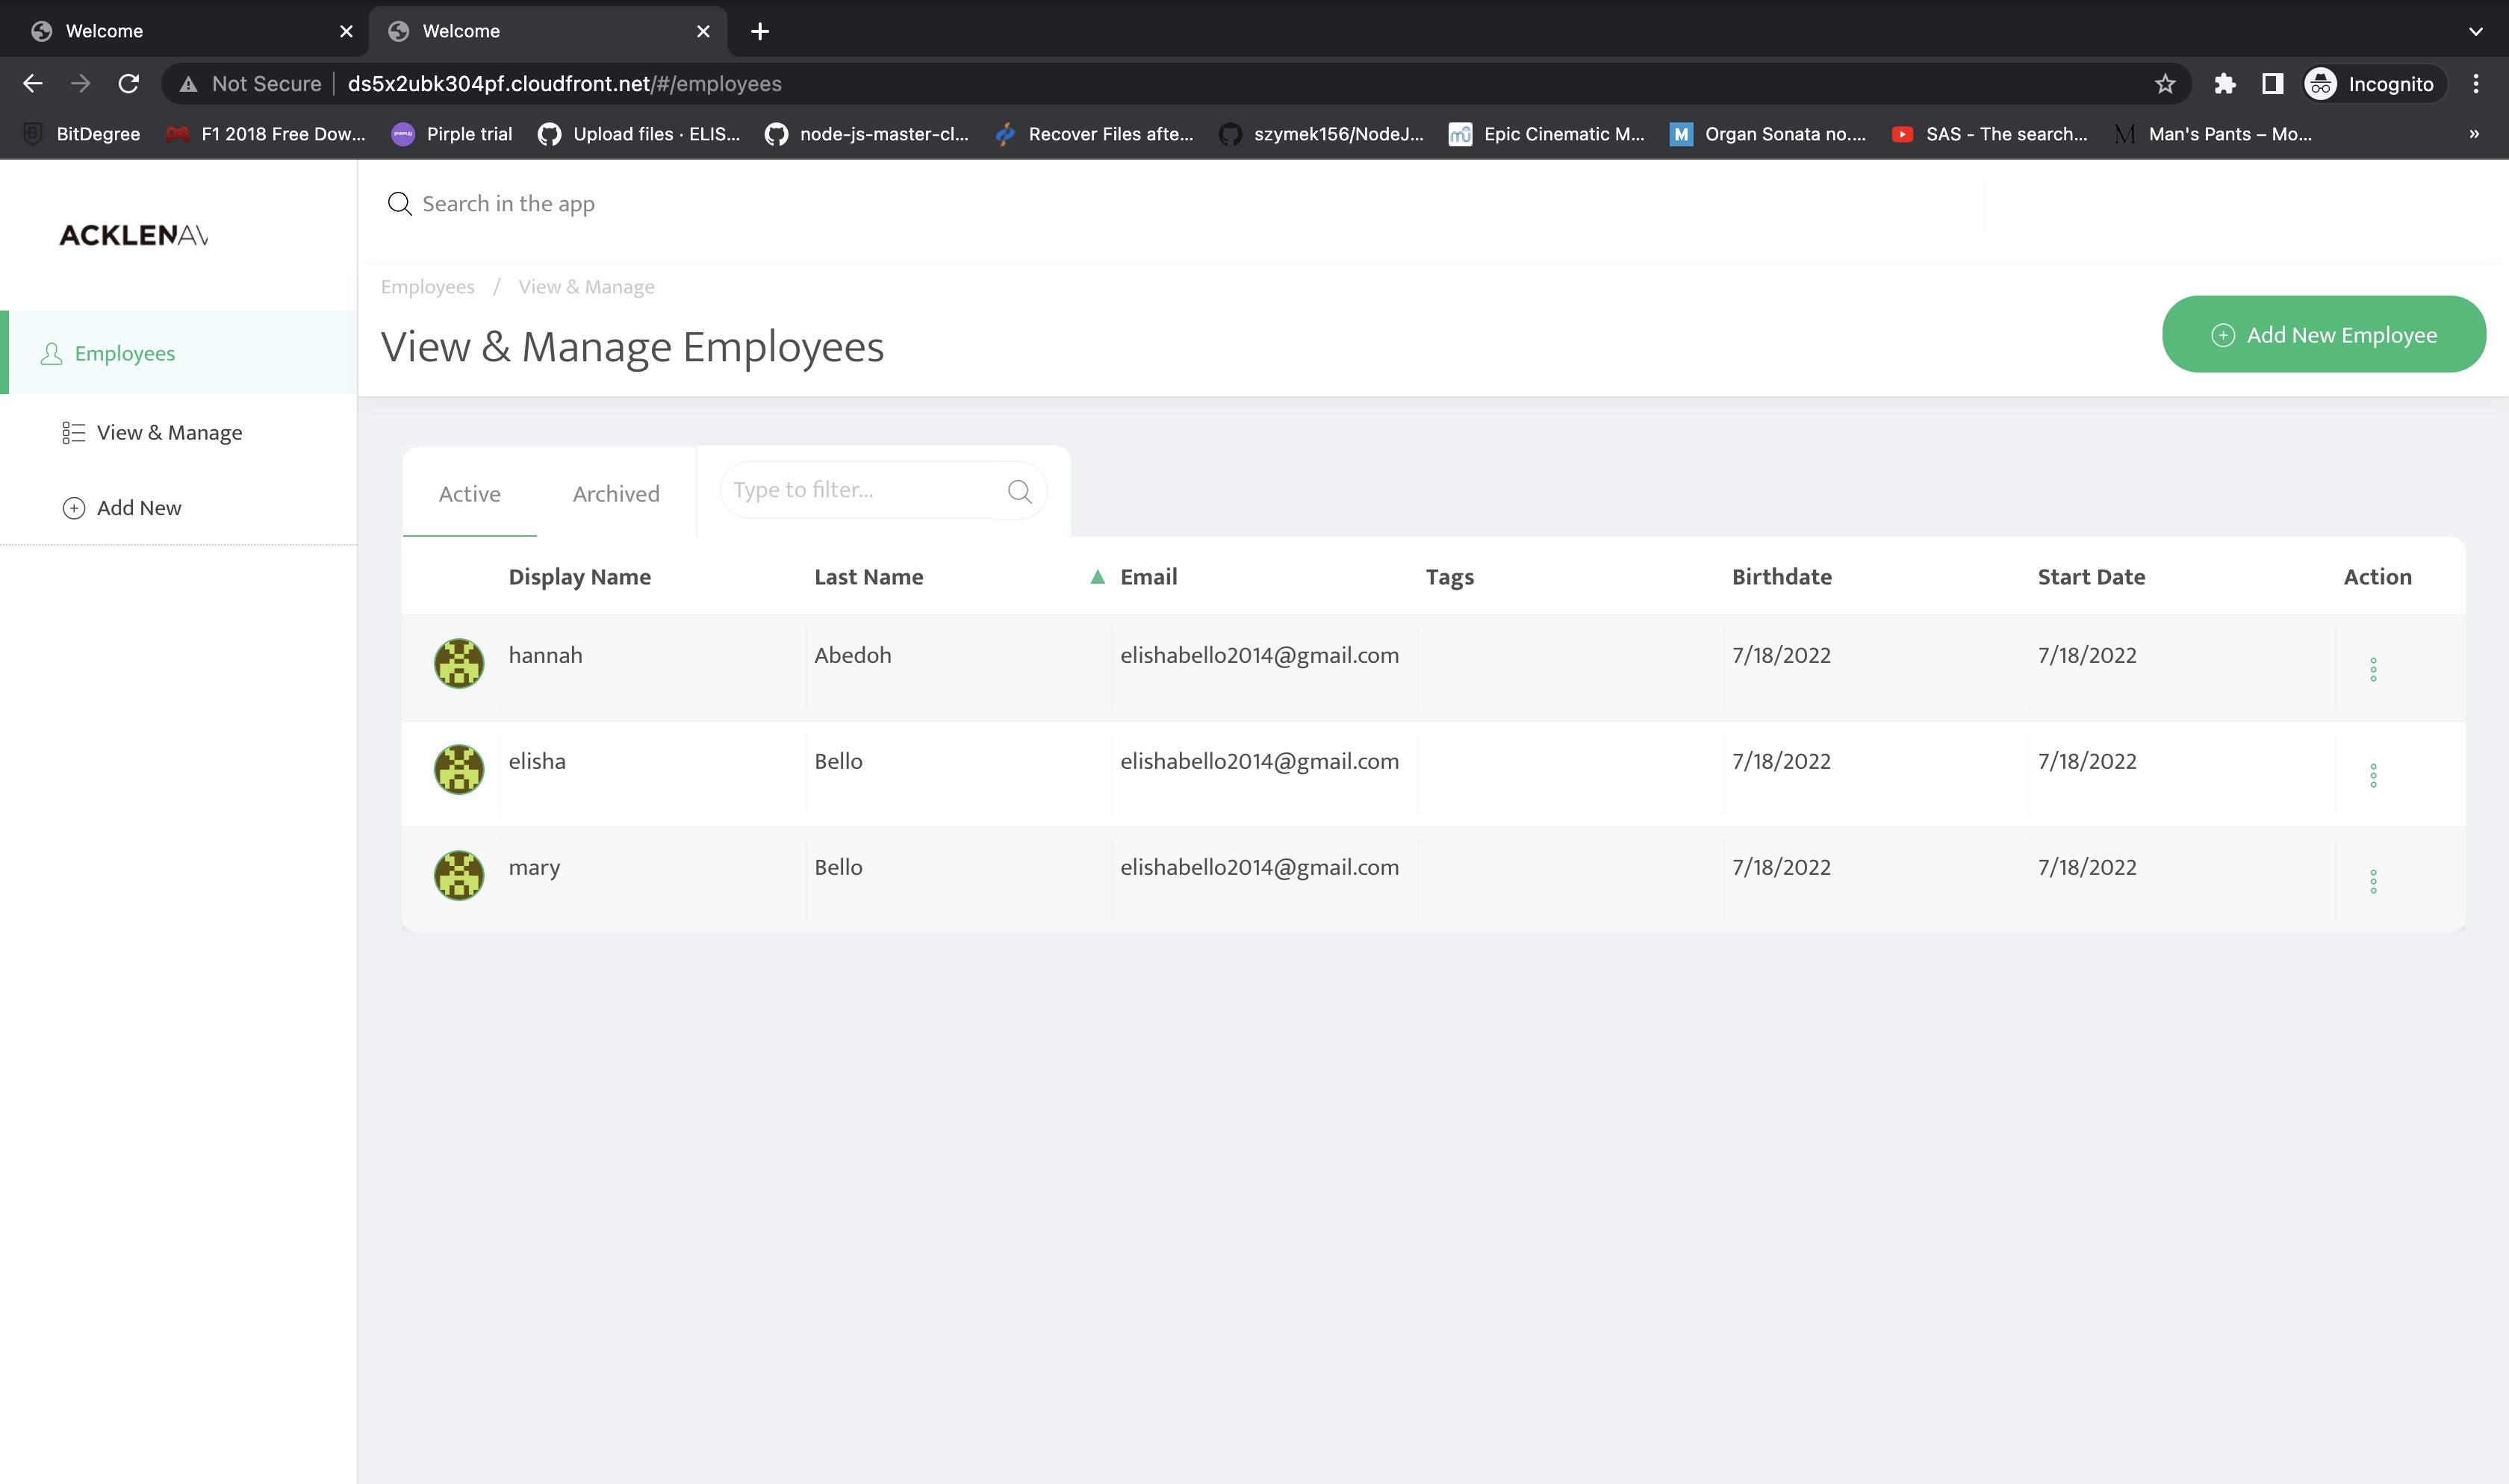 Welcome
Welcome
Not Secure ds5x2ubk304pf.cloudfront.net/#/employees
Incognito
BitDegree F1 2018 Free Dow... Pirple trial Upload files · ELIS... node-js-master-cl... Recover Files afte... szymek156/NodeJ... Epic Cinematic M... Organ Sonata no.... SAS - The search... Man's Pants – Mo... »
ACKLENAV
Search in the app
Employees / View & Manage
View & Manage Employees
Add New Employee
Employees
View & Manage
Add New
Active Archived Type to filter...
Display Name Last Name ▲ Email Tags Birthdate Start Date Action
hannah Abedoh elishabello2014@gmail.com 7/18/2022 7/18/2022
elisha Bello elishabello2014@gmail.com 7/18/2022 7/18/2022
mary Bello elishabello2014@gmail.com 7/18/2022 7/18/2022